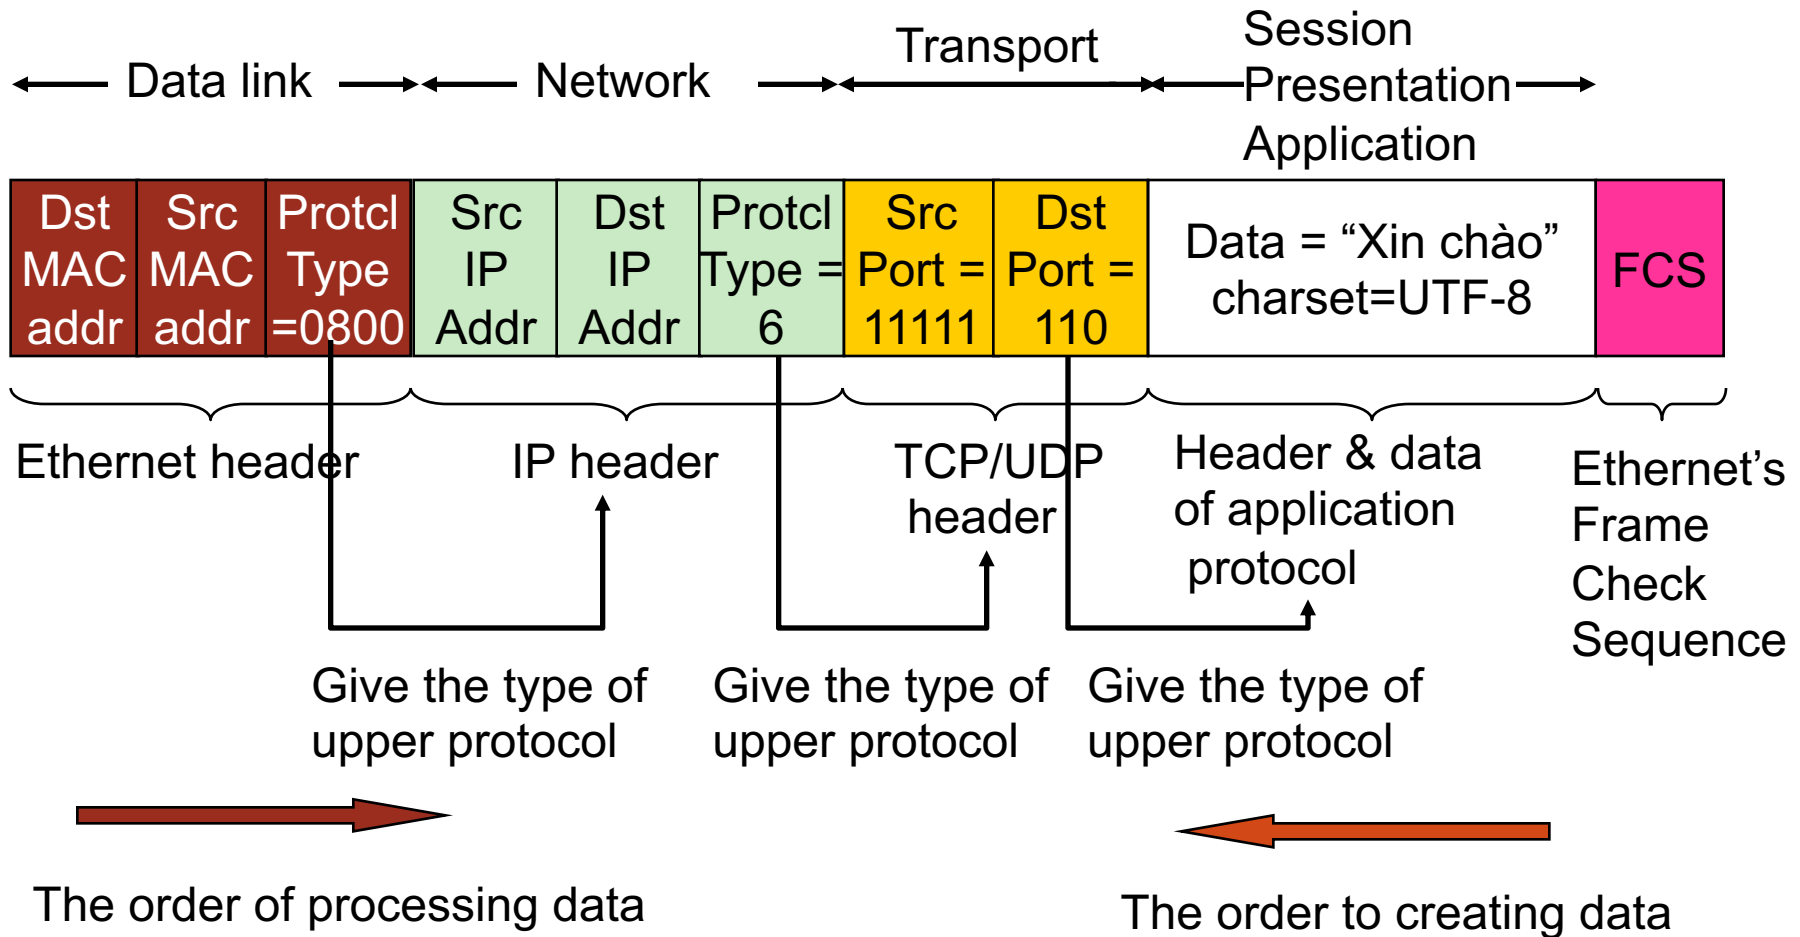 Data link
Network
Transport
Session
Presentation
Application
Dst
MAC
addr
Src
MAC
addr
Protcl
Type
=0800
Src
IP
Addr
Dst
IP
Addr
Protcl
Type =
6
Src
Port =
11111
Dst
Port =
110
Data = “Xin chào”
charset=UTF-8
FCS
Ethernet header
IP header
TCP/UDP
header
Header & data
of application
protocol
Ethernet’s
Frame
Check
Sequence
Give the type of
upper protocol
Give the type of
upper protocol
Give the type of
upper protocol
The order of processing data
The order to creating data